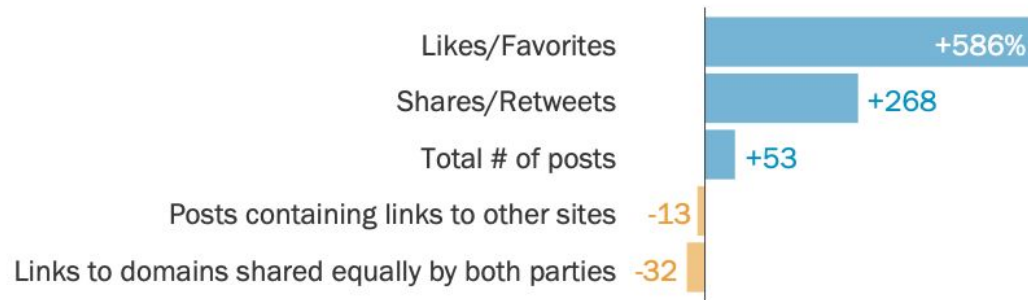 Likes/Favorites +586%
Shares/Retweets +268
Total # of posts +53
Posts containing links to other sites -13
Links to domains shared equally by both parties -32